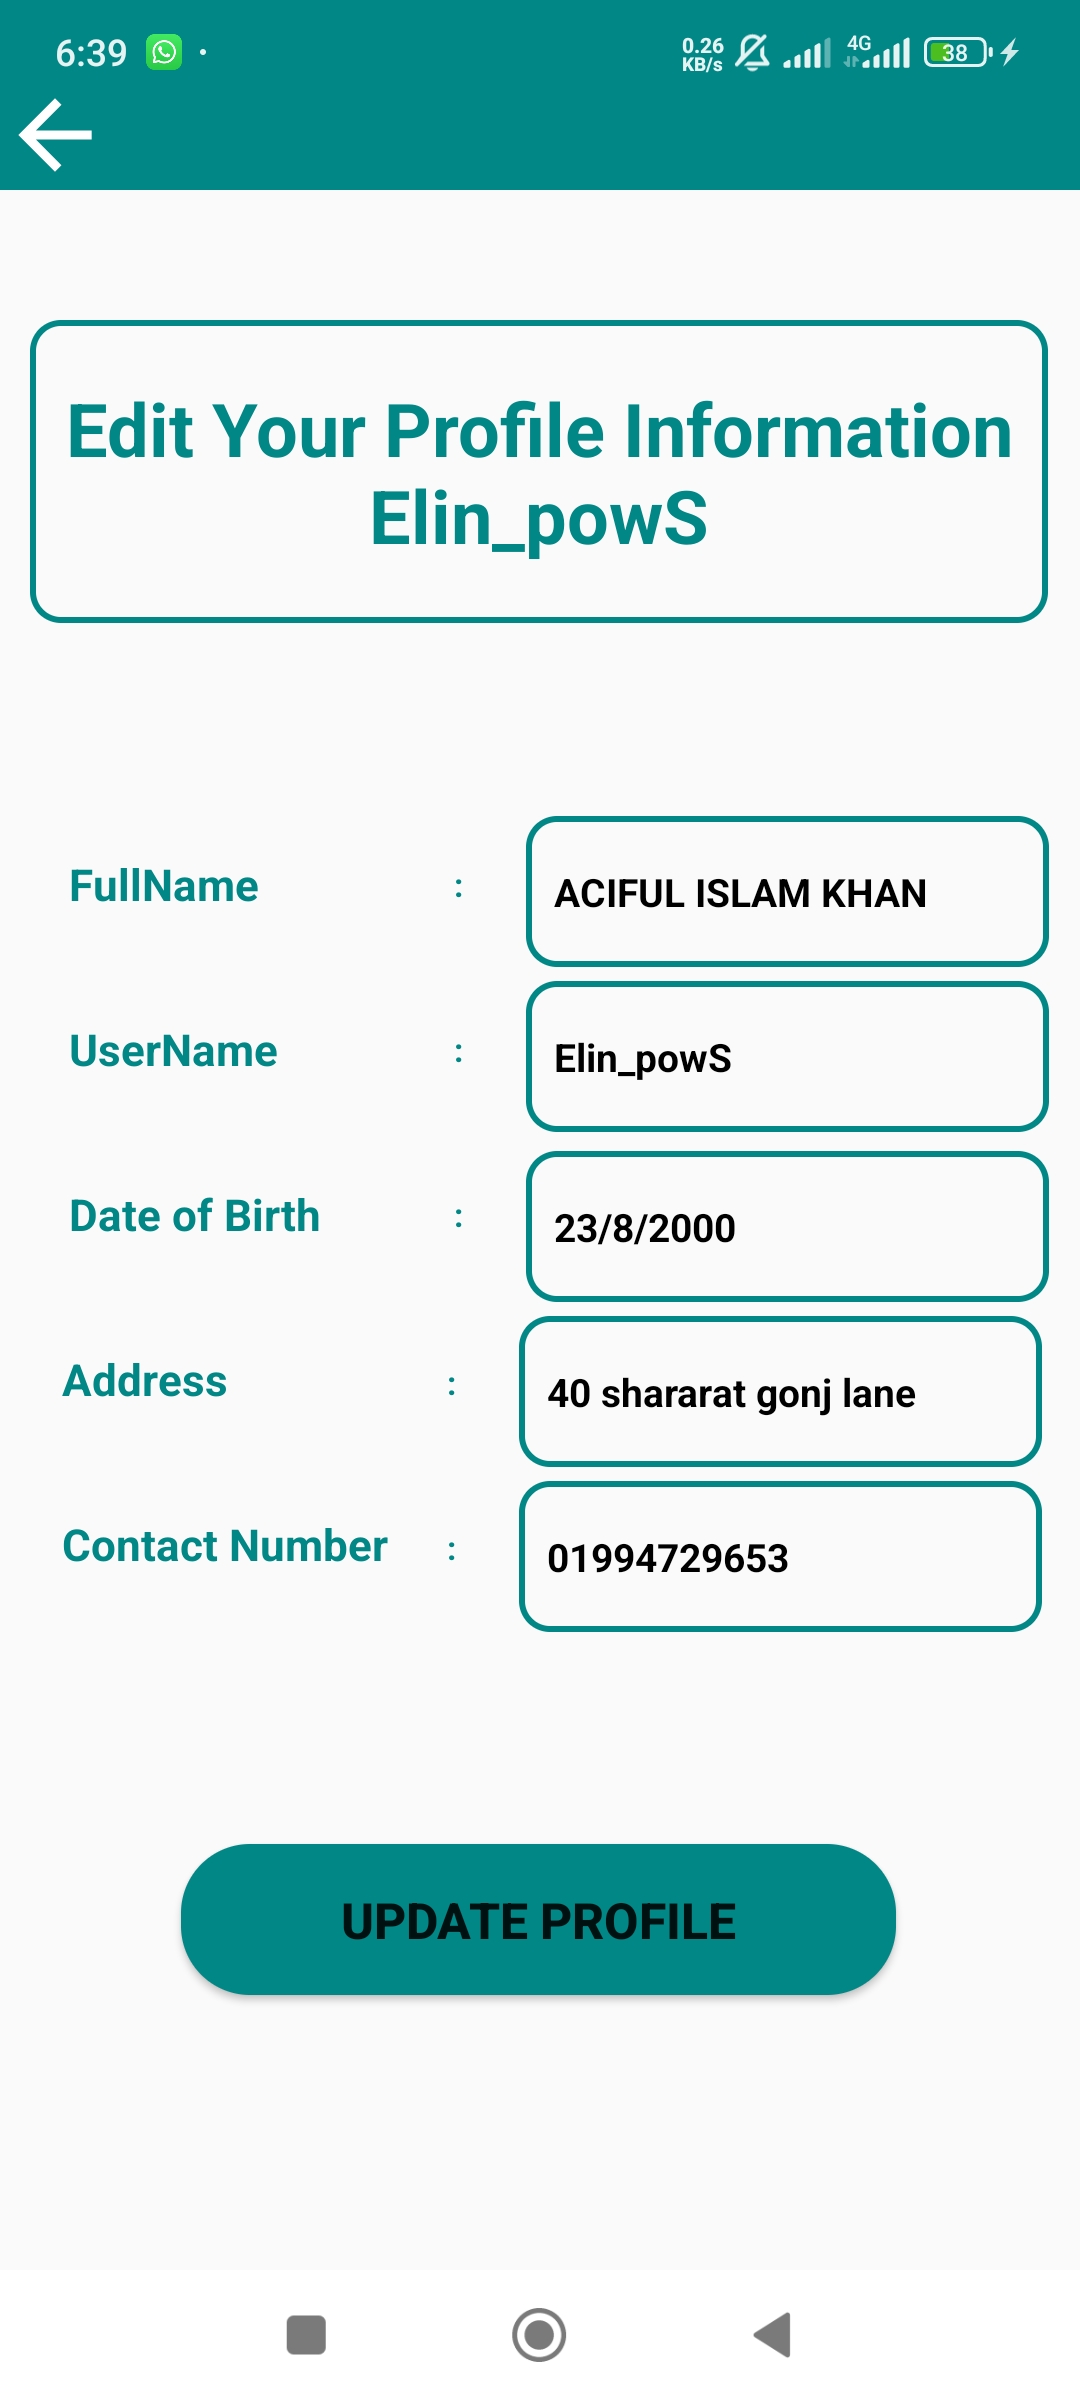 6:39
0.26
KB/s
4G
38
Edit Your Profile Information
Elin_powS
FullName : ACIFUL ISLAM KHAN
UserName : Elin_powS
Date of Birth : 23/8/2000
Address : 40 shararat gonj lane
Contact Number : 01994729653
UPDATE PROFILE